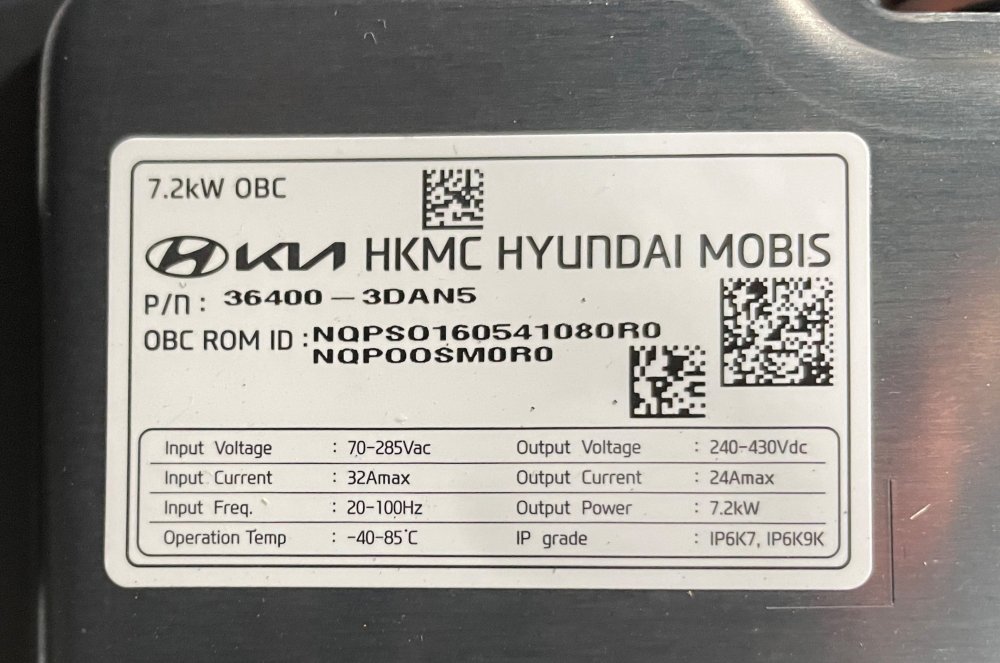 7.2kW OBC
KIA HKMC HYUNDAI MOBIS
P/N : 36400 - 3DAN5
OBC ROM ID : NQPS0160541080R0
NQP00SM0R0
Input Voltage : 70-285Vac Output Voltage : 240-430Vdc
Input Current : 32Amax Output Current : 24Amax
Input Freq. : 20-100Hz Output Power : 7.2kW
Operation Temp : -40-85°C IP grade : IP6K7, IP6K9K